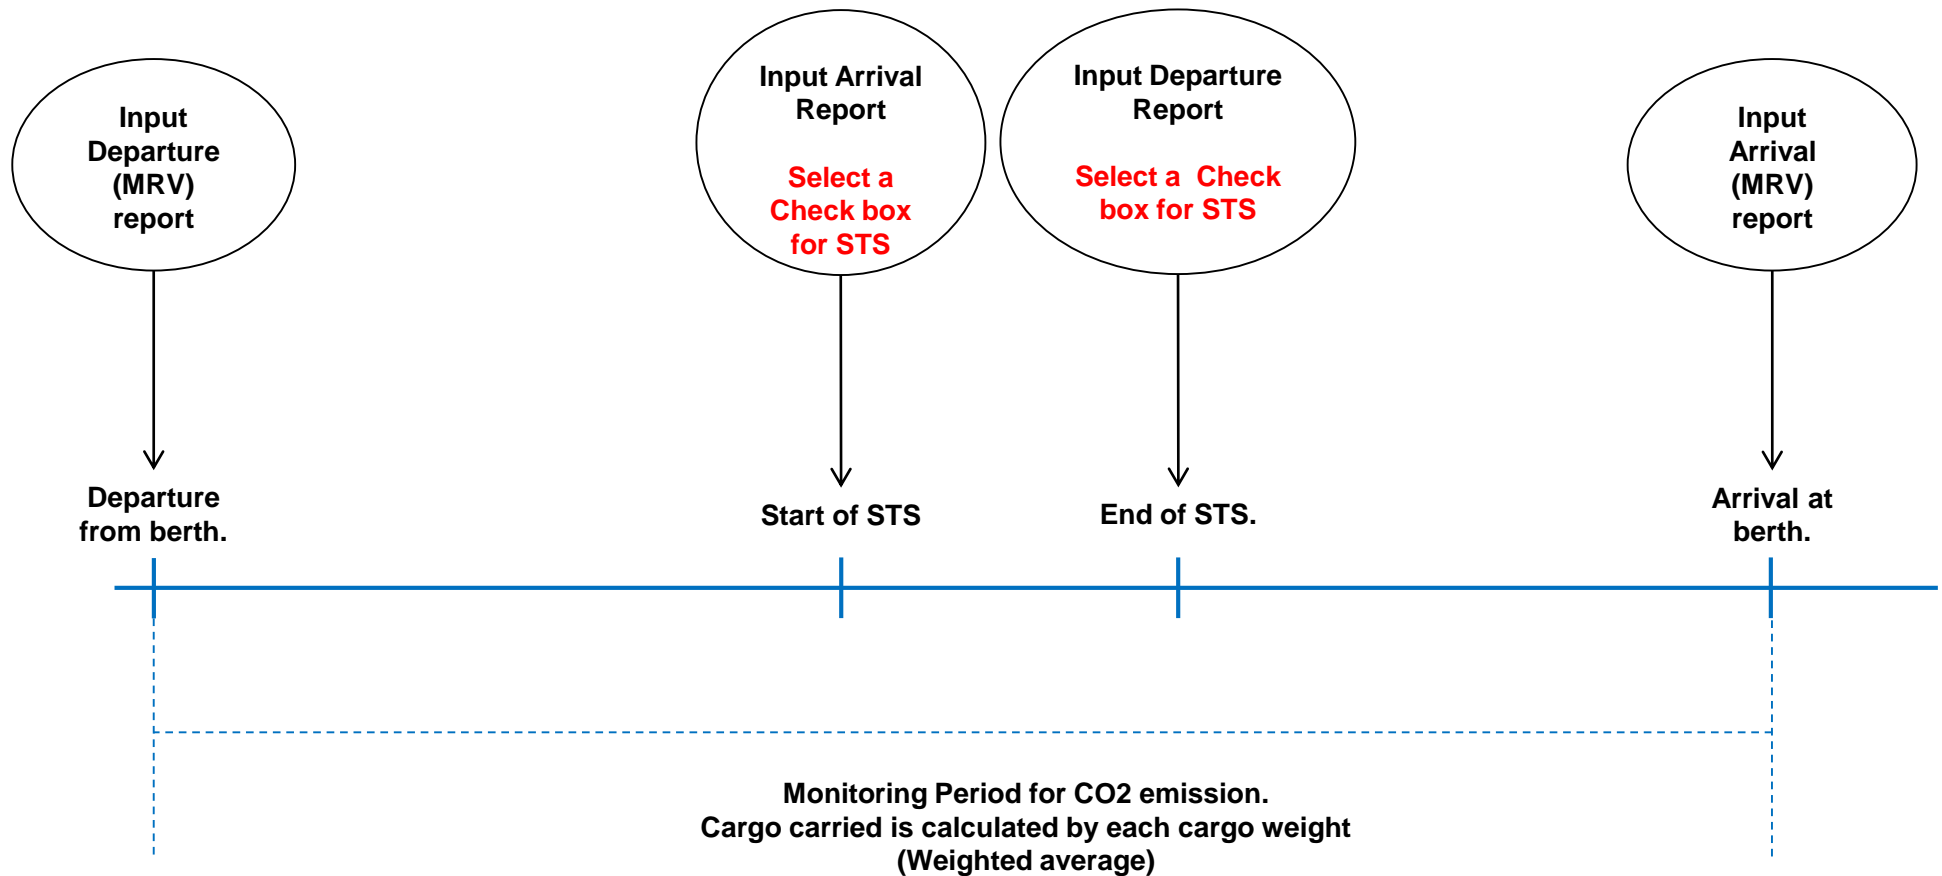 Input
Departure
(MRV)
report
Input Arrival
Report
Select a
Check box
for STS
Input Departure
Report
Select a  Check
box for STS
Input
Arrival
(MRV)
report
Departure
from berth.
Start of STS
End of STS.
Arrival at
berth.
Monitoring Period for CO2 emission.
Cargo carried is calculated by each cargo weight
(Weighted average)